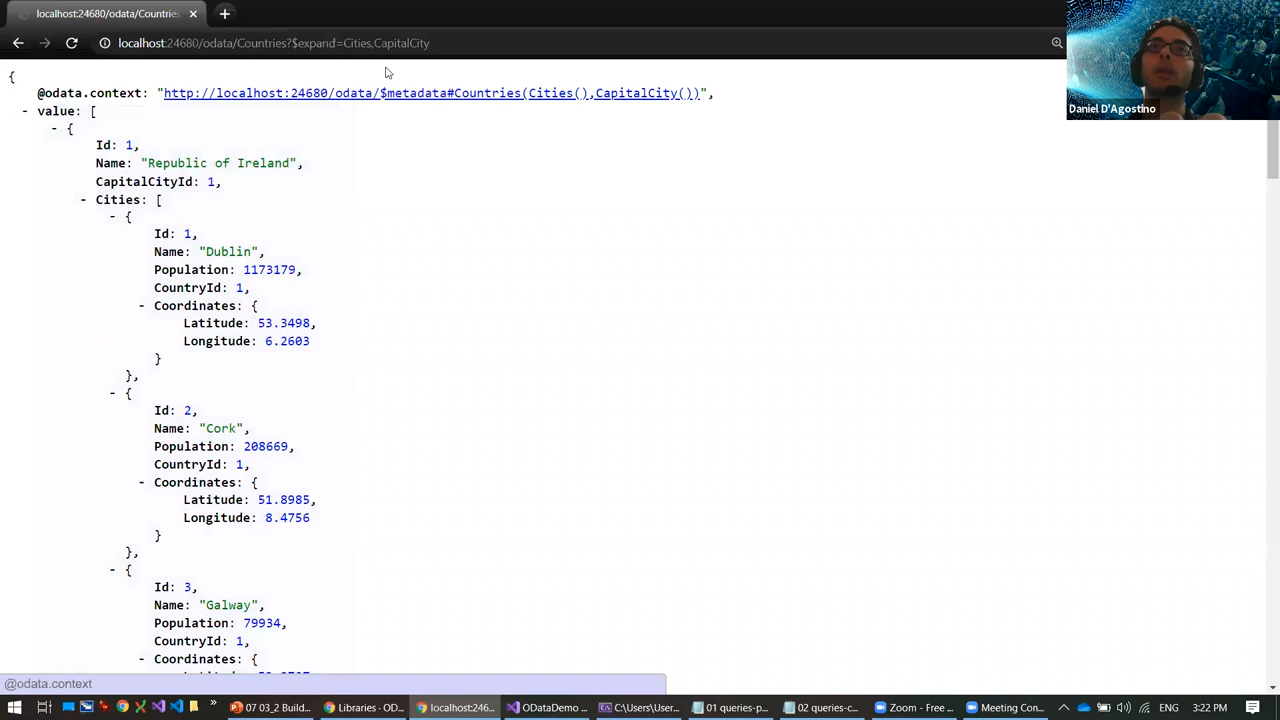 localhost:24680/odata/Countries
localhost:24680/odata/Countries?$expand=Cities,CapitalCity
Daniel D'Agostino
{
@odata.context: "http://localhost:24680/odata/$metadata#Countries(Cities(),CapitalCity())",
- value: [
- {
Id: 1,
Name: "Republic of Ireland",
CapitalCityId: 1,
- Cities: [
- {
Id: 1,
Name: "Dublin",
Population: 1173179,
CountryId: 1,
- Coordinates: {
Latitude: 53.3498,
Longitude: 6.2603
}
},
- {
Id: 2,
Name: "Cork",
Population: 208669,
CountryId: 1,
- Coordinates: {
Latitude: 51.8985,
Longitude: 8.4756
}
},
- {
Id: 3,
Name: "Galway",
Population: 79934,
CountryId: 1,
- Coordinates: {
@odata.context
07 03_2 Build... Libraries - OD... localhost:246... ODataDemo ... C:\Users\User... 01 queries-p... 02 queries-c... Zoom - Free ... Meeting Con... ENG 3:22 PM